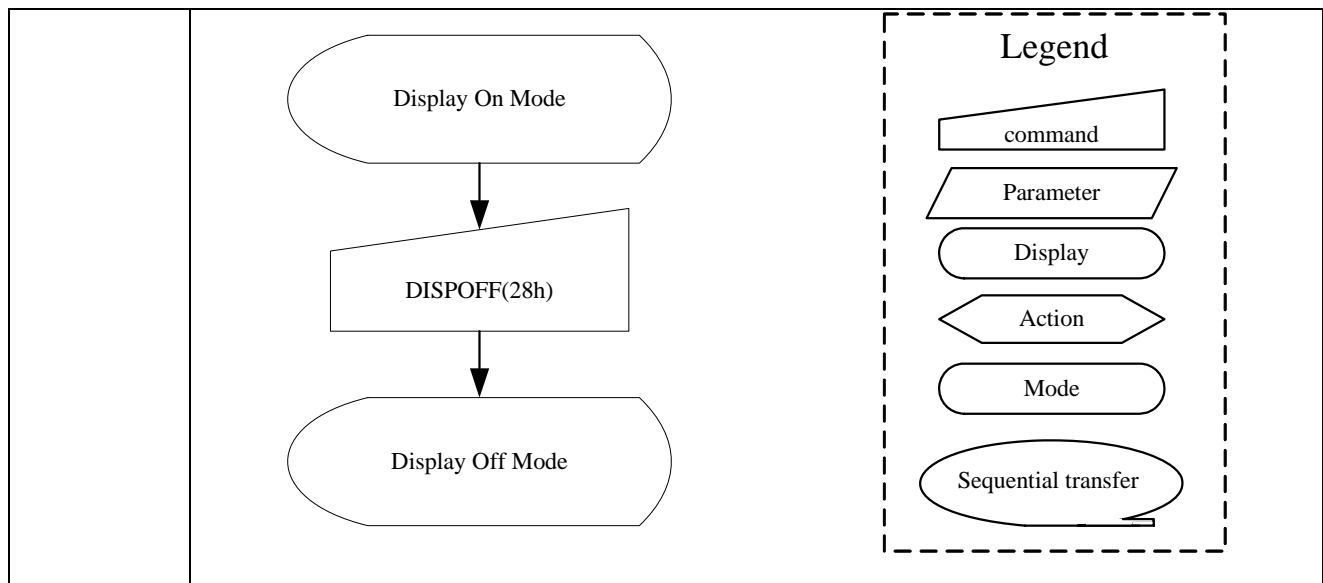 Display On Mode
DISPOFF(28h)
Display Off Mode
Legend
command
Parameter
Display
Action
Mode
Sequential transfer